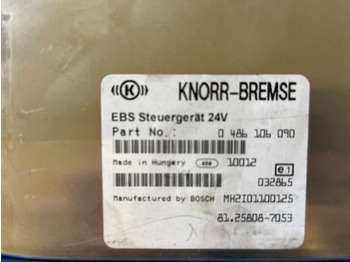 ((K)) KNORR-BREMSE
EBS Steuergerät 24V
Part No.: 0 486 106 090
Made in Hungary 10012
e1
032865
Manufactured by BOSCH MH2I01100125
81.25808-7053